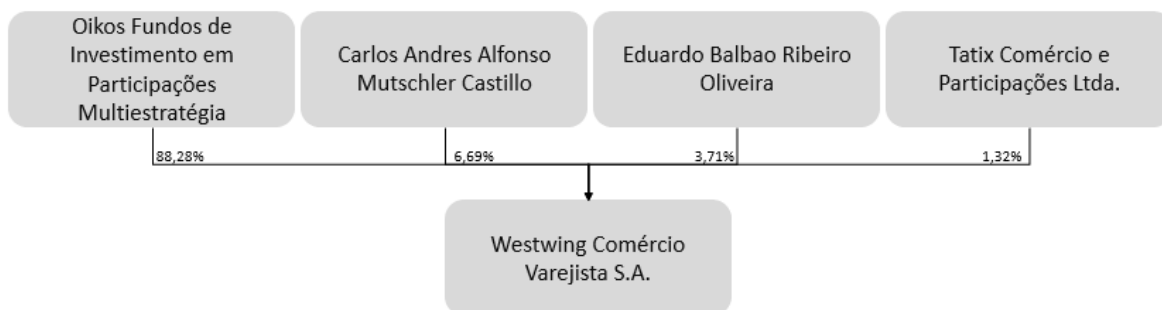 Oikos Fundos de
Investimento em
Participações
Multiestratégia
Carlos Andres Alfonso
Mutschler Castillo
Eduardo Balbao Ribeiro
Oliveira
Tatix Comércio e
Participações Ltda.
88,28%
6,69%
3,71%
1,32%
Westwing Comércio
Varejista S.A.